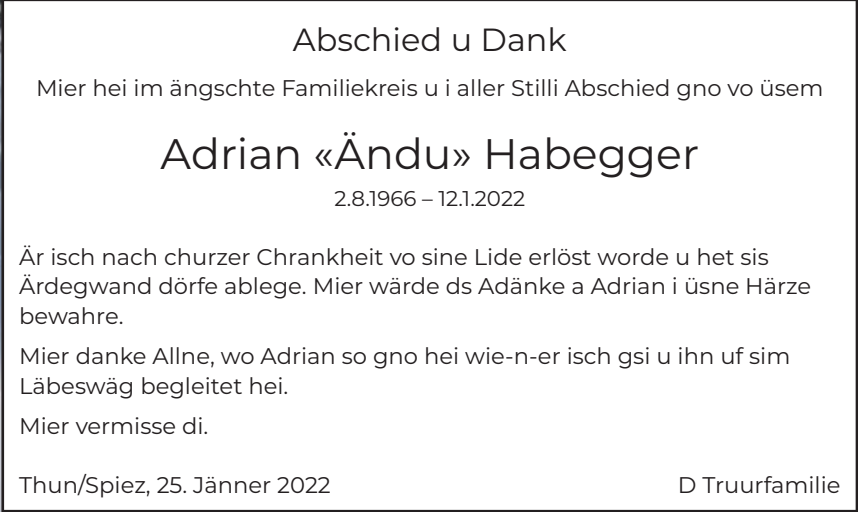 Abschied u Dank
Mier hei im ängschte Familiekreis u i aller Stilli Abschied gno vo üsem
Adrian «Ändu» Habegger
2.8.1966 – 12.1.2022
Är isch nach churzer Chrankheit vo sine Lide erlöst worde u het sis
Ärdegwand dörfe ablege. Mier wärde ds Adänke a Adrian i üsne Härze
bewahre.
Mier danke Allne, wo Adrian so gno hei wie-n-er isch gsi u ihn uf sim
Läbeswäg begleitet hei.
Mier vermisse di.
Thun/Spiez, 25. Jänner 2022 D Truurfamilie